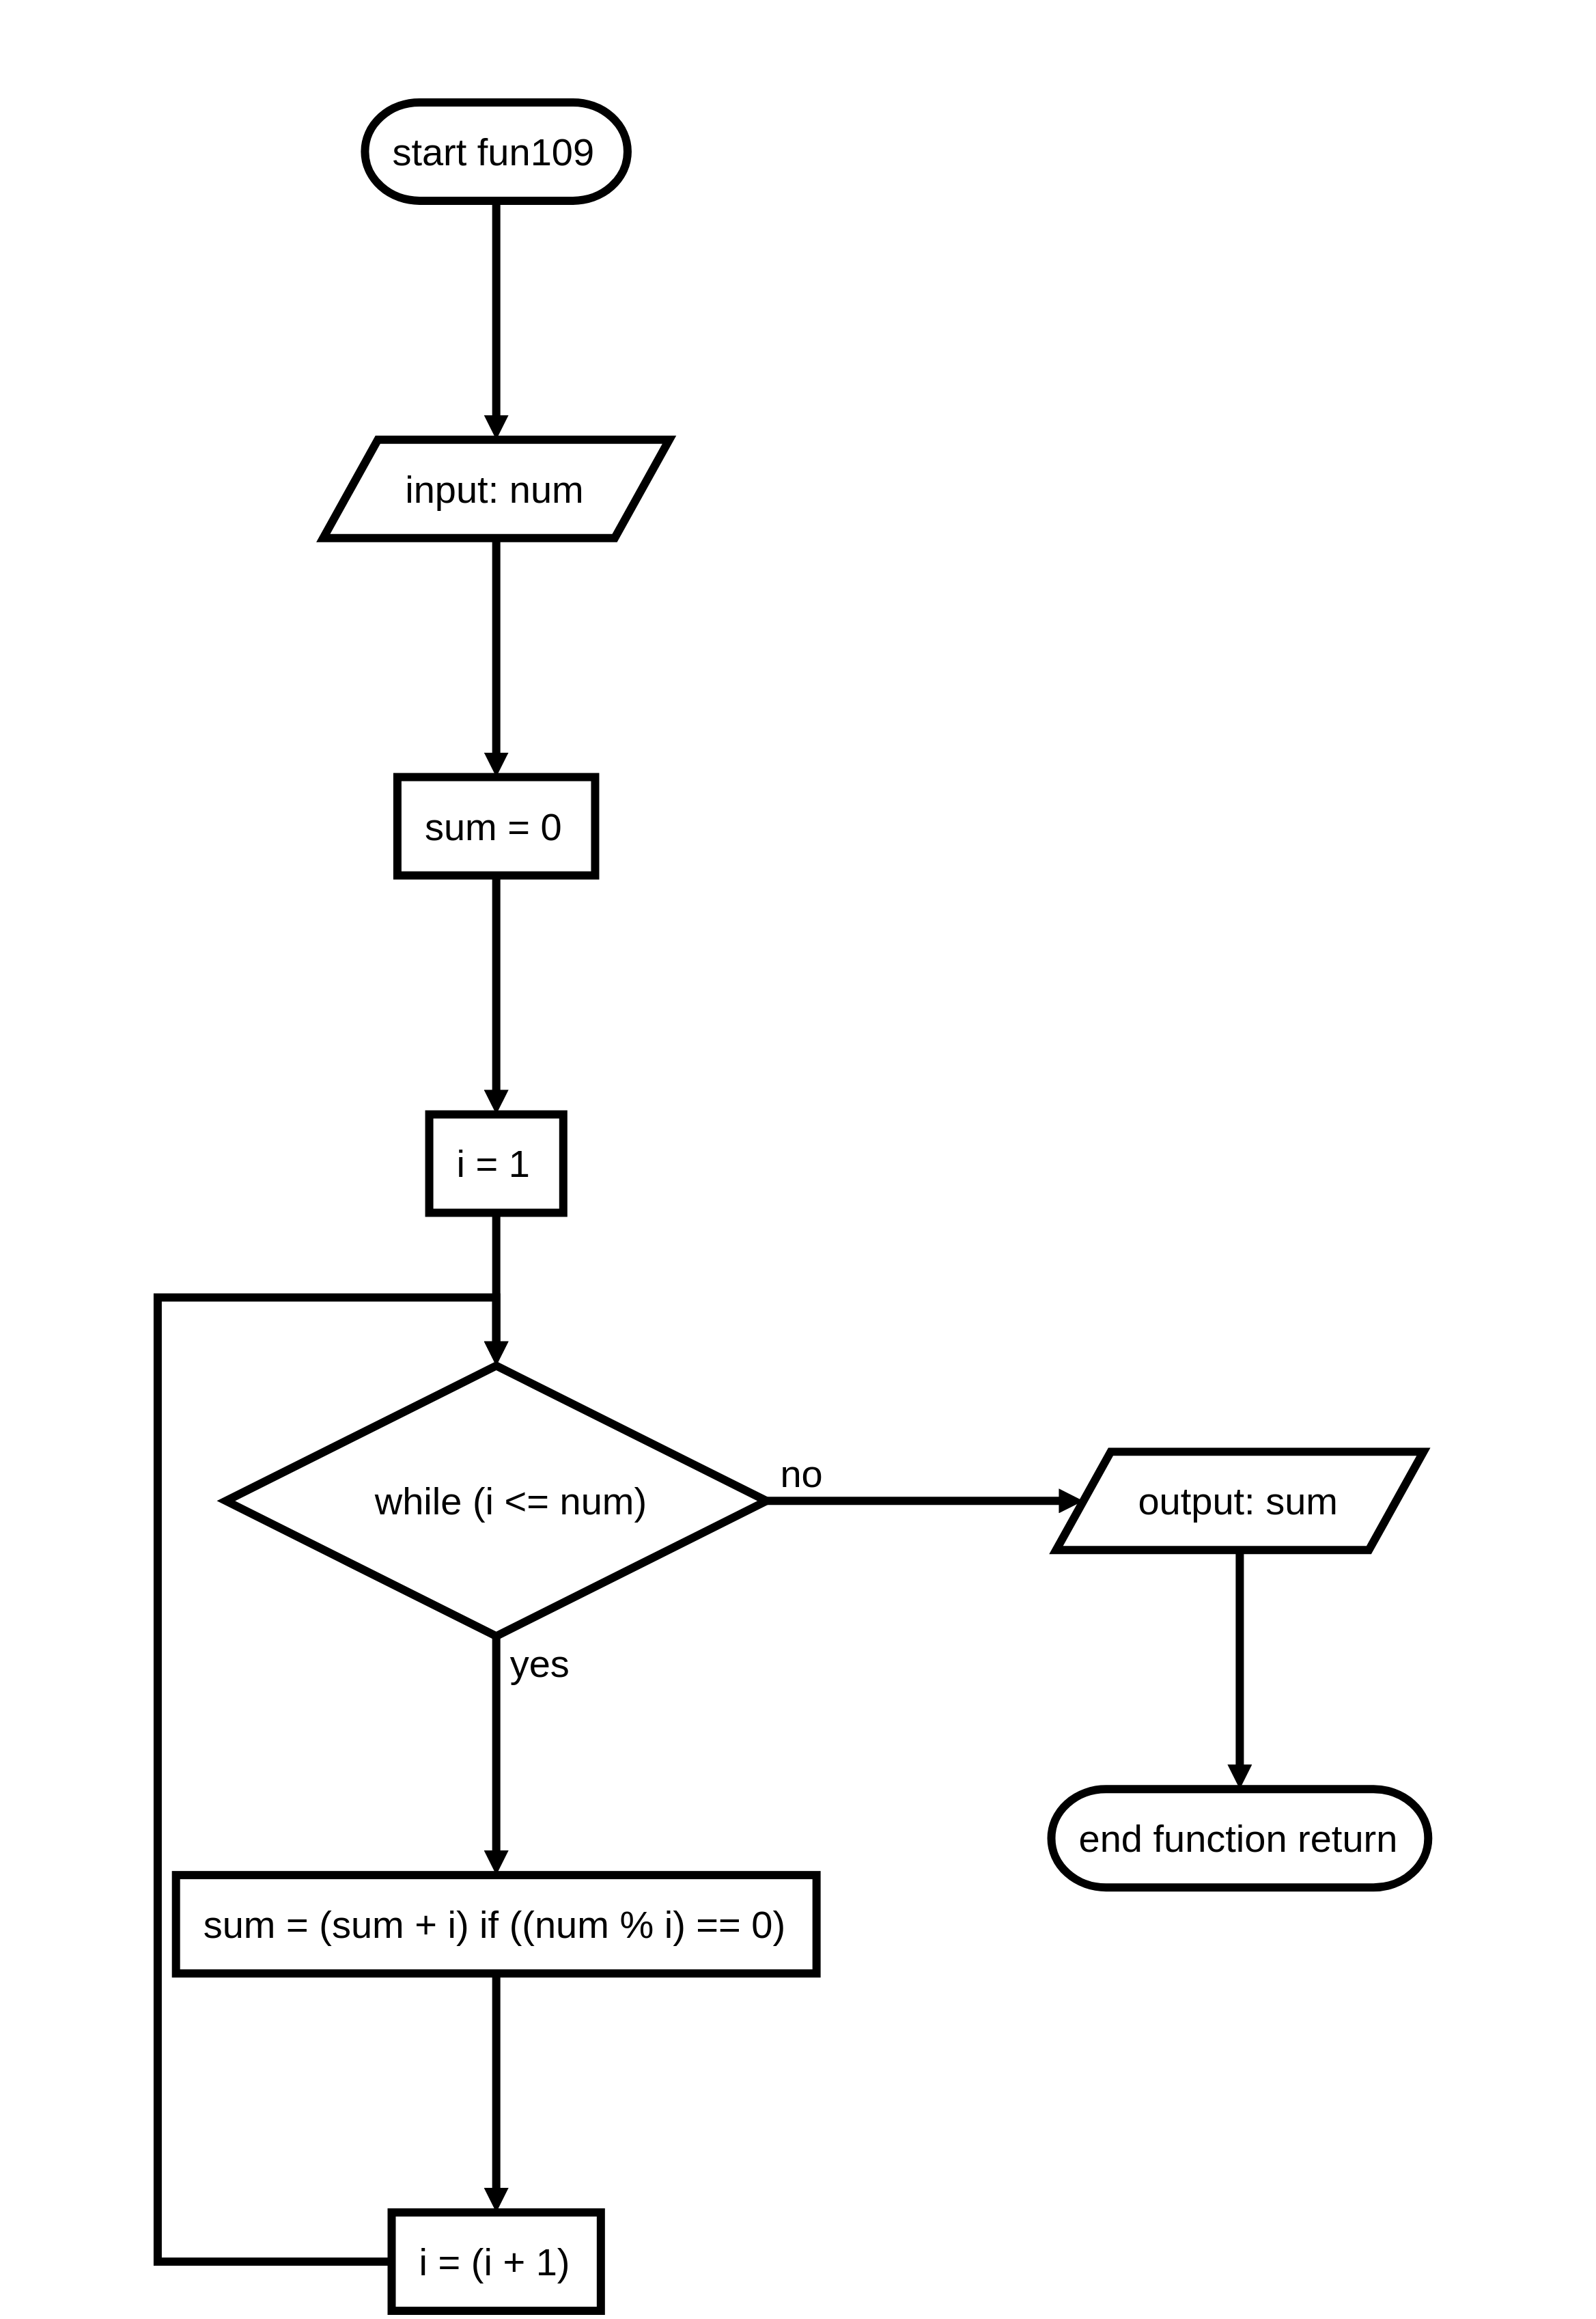 start fun109
input: num
sum = 0
i = 1
while (i <= num)
no
output: sum
yes
end function return
sum = (sum + i) if ((num % i) == 0)
i = (i + 1)